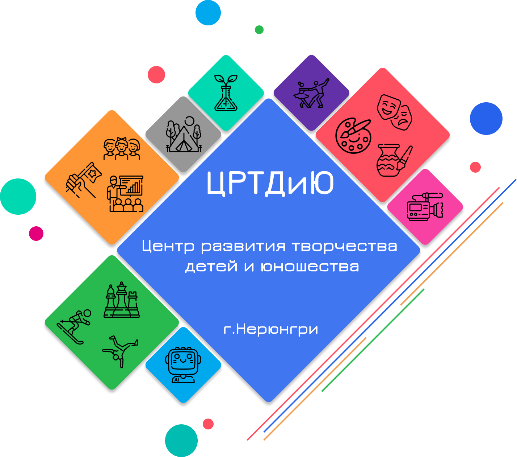 ЦРТДиЮ
Центр развития творчества
детей и юношества
г.Нерюнгри